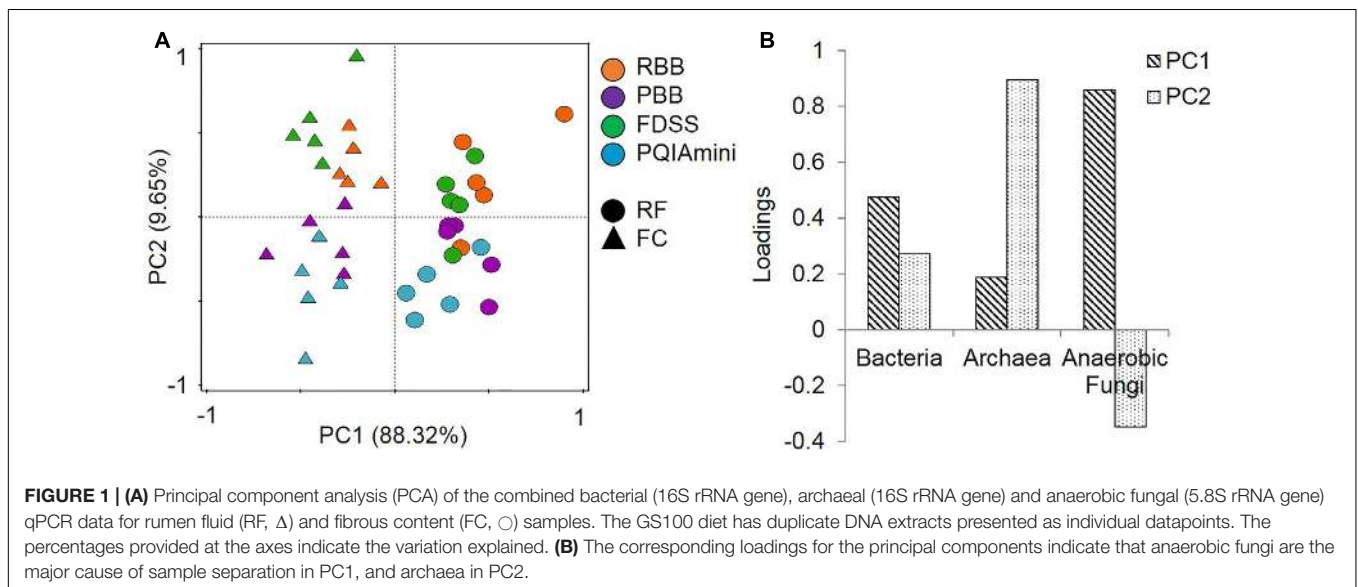 A
1
PC2 (9.65%)
-1
-1
1
PC1 (88.32%)
RBB
PBB
FDSS
PQIAmini
RF
FC
B
1
0.8
0.6
0.4
0.2
0
-0.2
-0.4
Loadings
PC1
PC2
Bacteria
Archaea
Anaerobic
Fungi
FIGURE 1 | (A) Principal component analysis (PCA) of the combined bacterial (16S rRNA gene), archaeal (16S rRNA gene) and anaerobic fungal (5.8S rRNA gene)
qPCR data for rumen fluid (RF, Δ) and fibrous content (FC, ○) samples. The GS100 diet has duplicate DNA extracts presented as individual datapoints. The
percentages provided at the axes indicate the variation explained. (B) The corresponding loadings for the principal components indicate that anaerobic fungi are the
major cause of sample separation in PC1, and archaea in PC2.